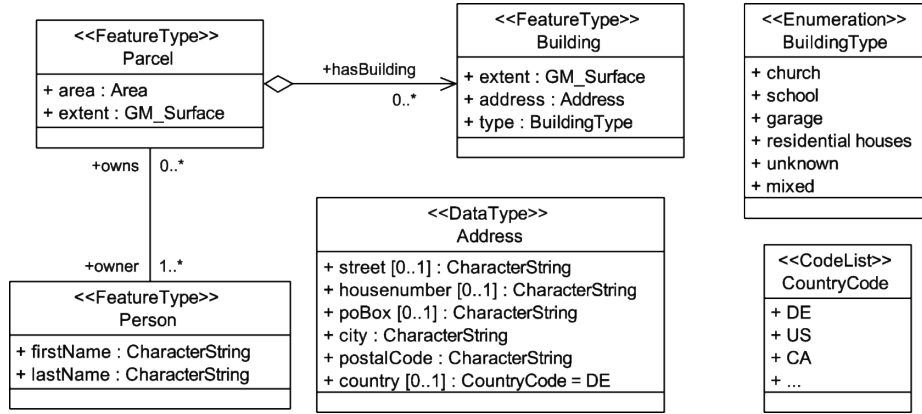 <<FeatureType>>
Parcel
+ area : Area
+ extent : GM_Surface
+hasBuilding
0..*
<<FeatureType>>
Building
+ extent : GM_Surface
+ address : Address
+ type : BuildingType
<<Enumeration>>
BuildingType
+ church
+ school
+ garage
+ residential houses
+ unknown
+ mixed
+owns
0..*
+owner
1..*
<<FeatureType>>
Person
+ firstName : CharacterString
+ lastName : CharacterString
<<DataType>>
Address
+ street [0..1] : CharacterString
+ housenumber [0..1] : CharacterString
+ poBox [0..1] : CharacterString
+ city : CharacterString
+ postalCode : CharacterString
+ country [0..1] : CountryCode = DE
<<CodeList>>
CountryCode
+ DE
+ US
+ CA
+ ...